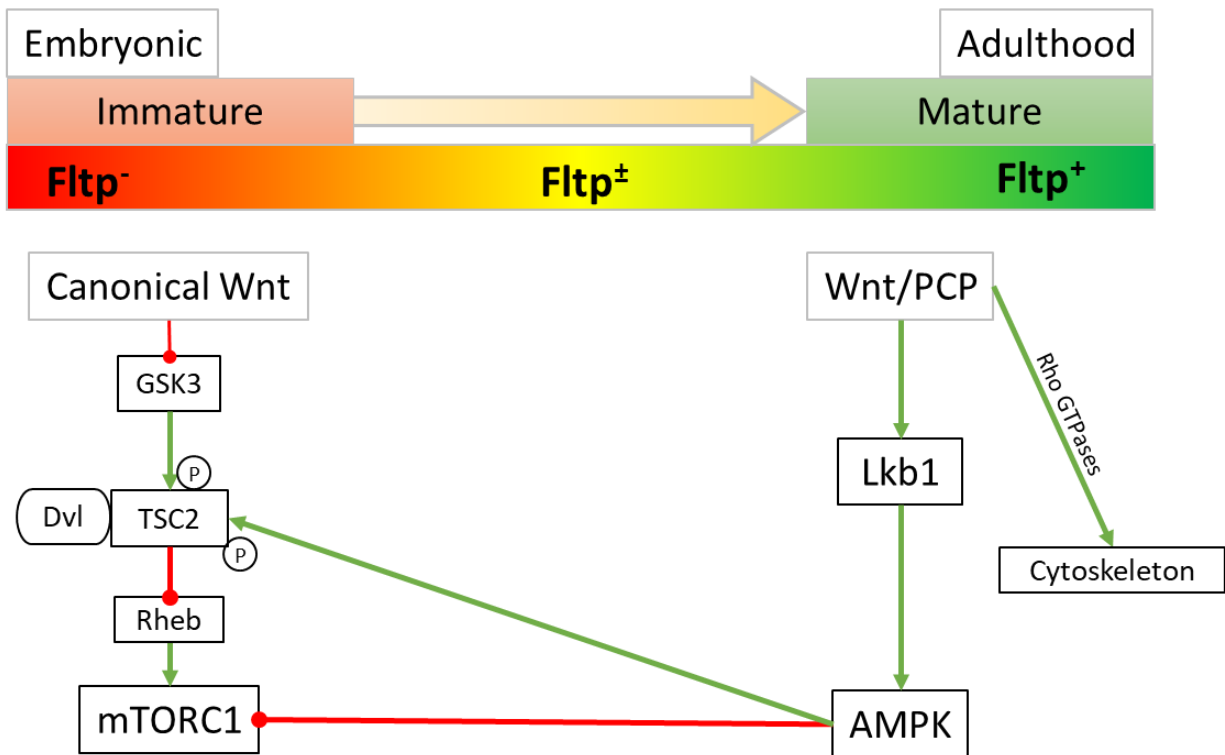 Embryonic
Adulthood
Immature
Mature
Fltp⁻
Fltp±
Fltp⁺
Canonical Wnt
Wnt/PCP
GSK3
Rho GTPases
Lkb1
P
Dvl
TSC2
P
Cytoskeleton
Rheb
mTORC1
AMPK